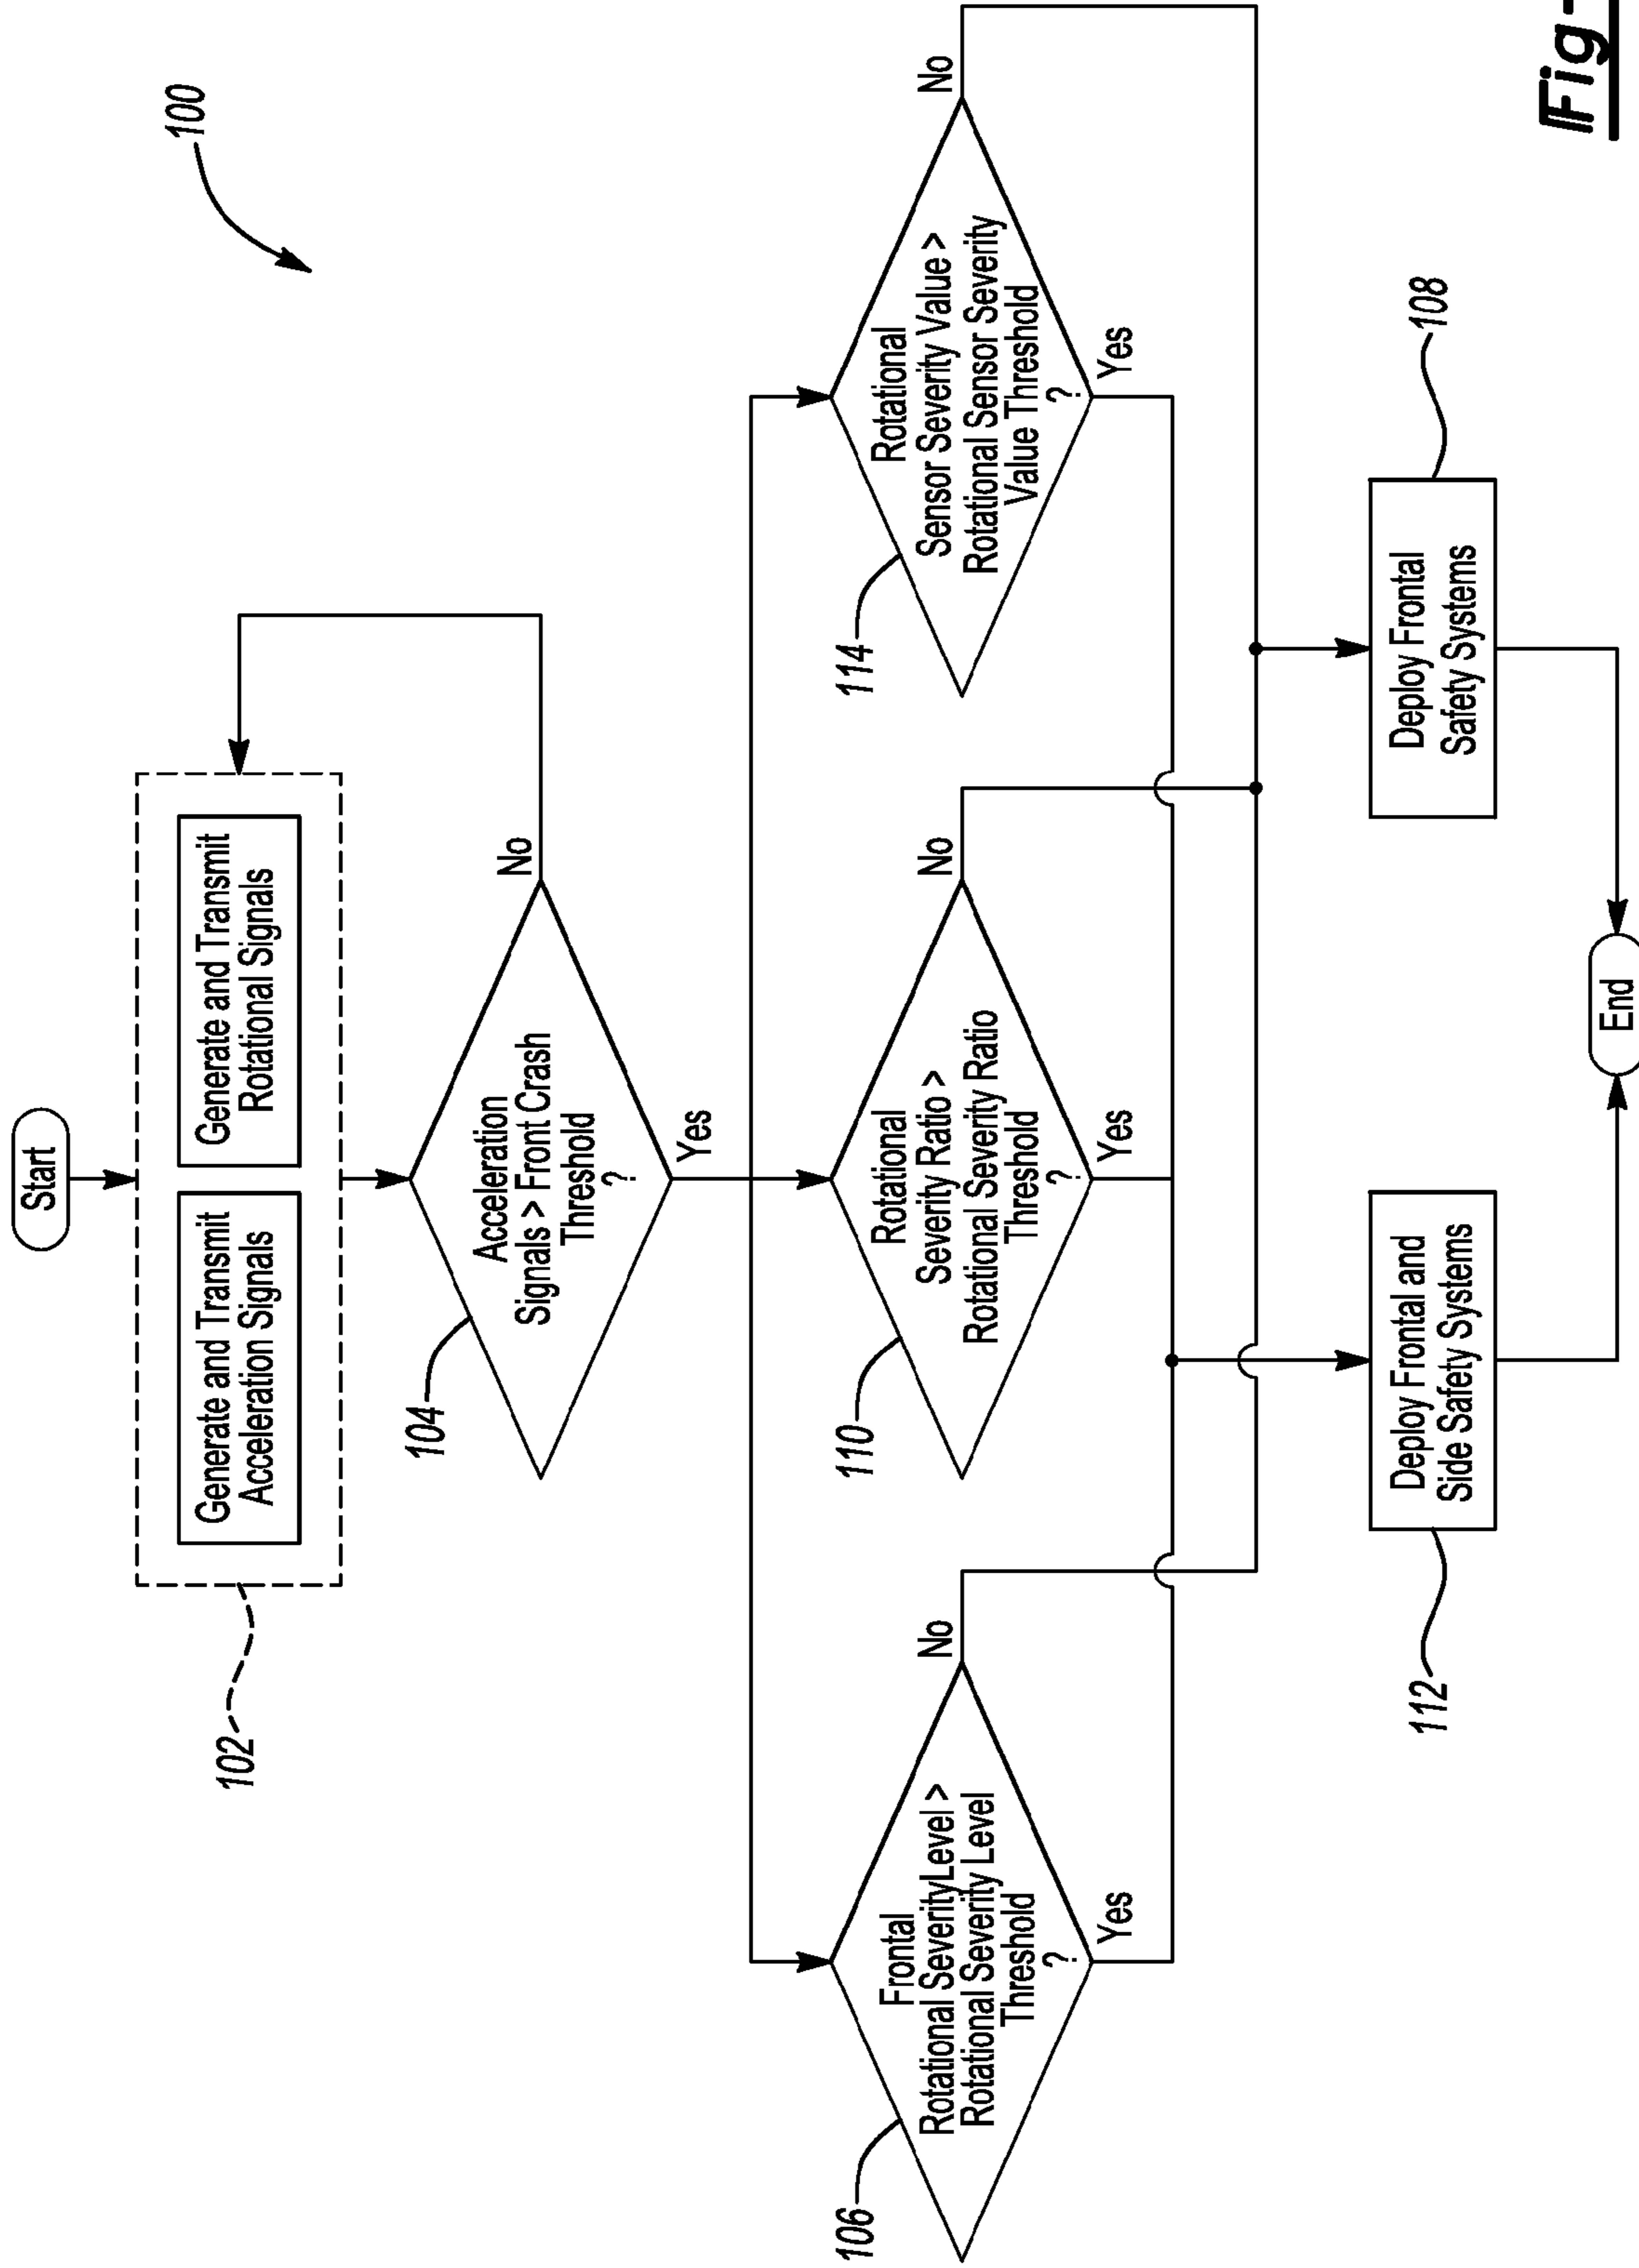 100
Start
102
Generate and Transmit
Acceleration Signals
Generate and Transmit
Rotational Signals
104
Acceleration
Signals > Front Crash
Threshold
?
No
Yes
106
Frontal
Rotational SeverityLevel >
Rotational Severity Level
Threshold
?
No
Yes
110
Rotational
Severity Ratio >
Rotational Severity Ratio
Threshold
?
No
Yes
114
Rotational
Sensor Severity Value >
Rotational Sensor Severity
Value Threshold
?
No
Yes
112
Deploy Frontal and
Side Safety Systems
108
Deploy Frontal
Safety Systems
End
Fig-